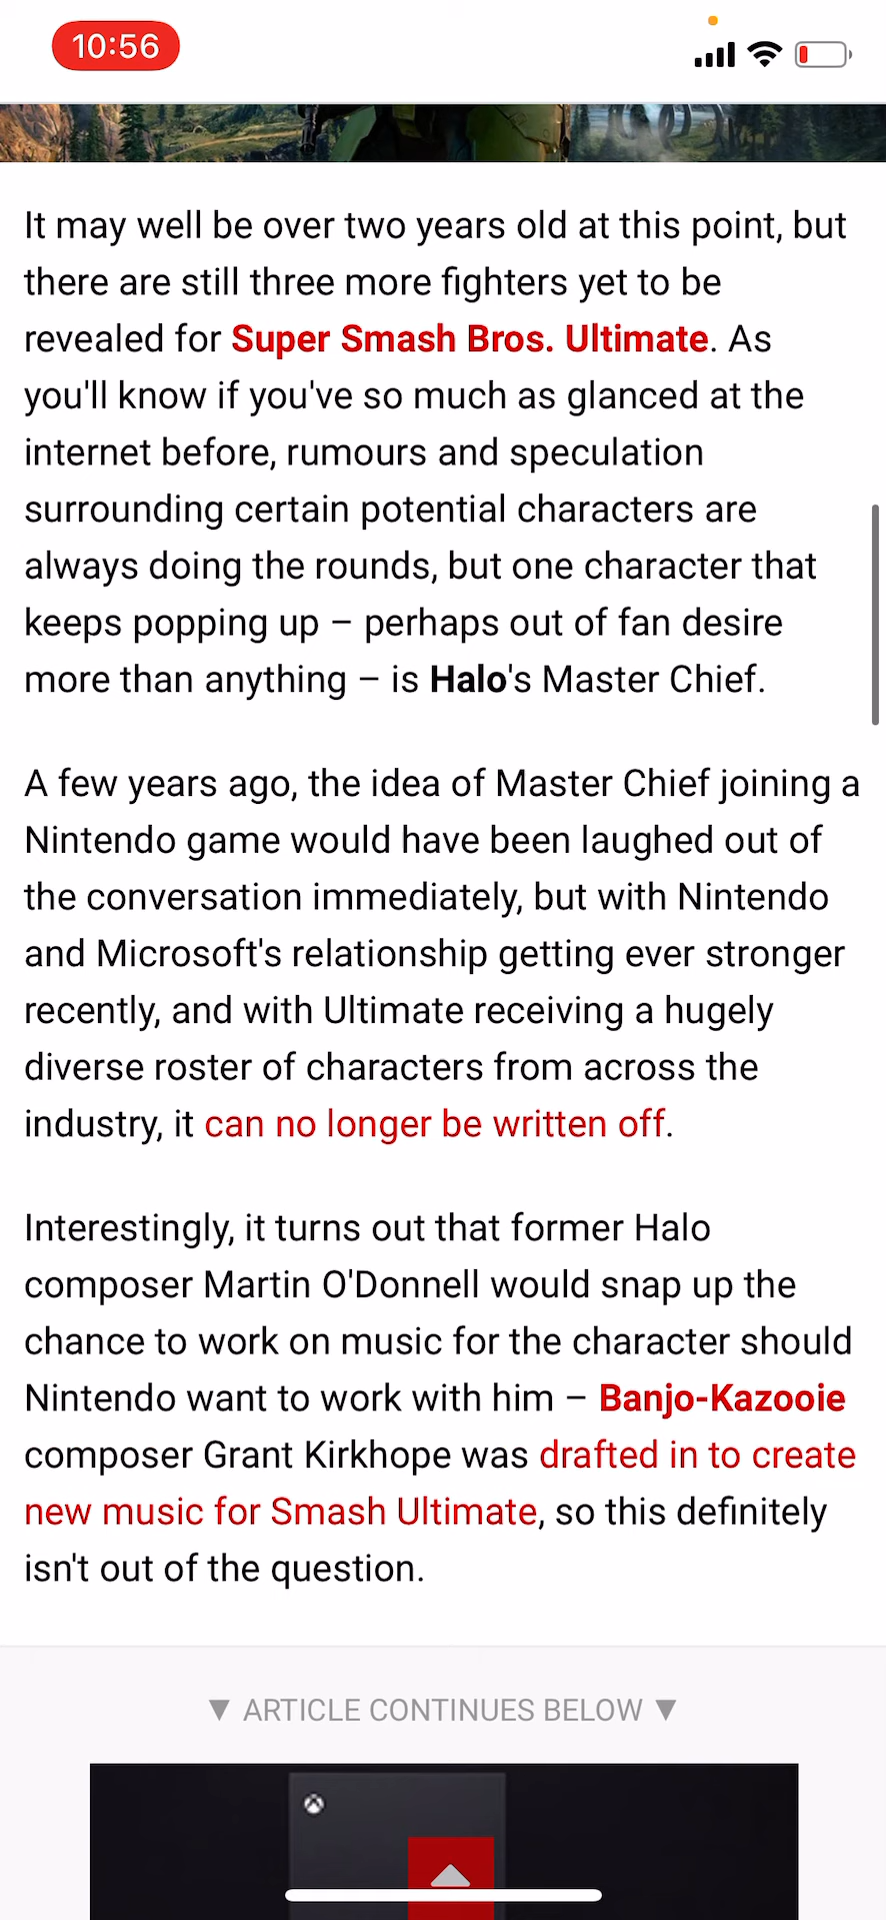 10:56
It may well be over two years old at this point, but
there are still three more fighters yet to be
revealed for Super Smash Bros. Ultimate. As
you'll know if you've so much as glanced at the
internet before, rumours and speculation
surrounding certain potential characters are
always doing the rounds, but one character that
keeps popping up – perhaps out of fan desire
more than anything – is Halo's Master Chief.
A few years ago, the idea of Master Chief joining a
Nintendo game would have been laughed out of
the conversation immediately, but with Nintendo
and Microsoft's relationship getting ever stronger
recently, and with Ultimate receiving a hugely
diverse roster of characters from across the
industry, it can no longer be written off.
Interestingly, it turns out that former Halo
composer Martin O'Donnell would snap up the
chance to work on music for the character should
Nintendo want to work with him – Banjo-Kazooie
composer Grant Kirkhope was drafted in to create
new music for Smash Ultimate, so this definitely
isn't out of the question.
▼ ARTICLE CONTINUES BELOW ▼